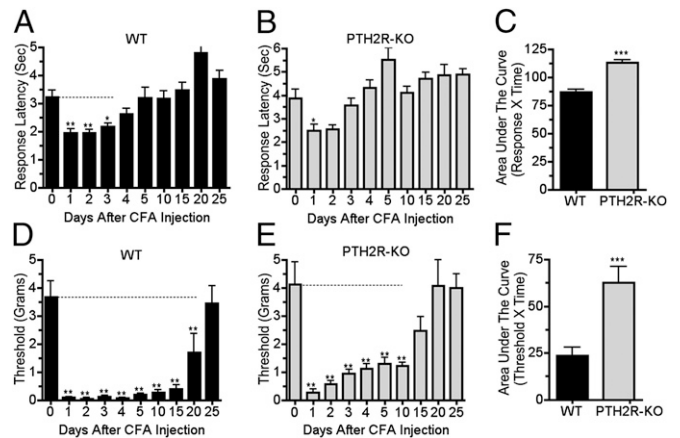 A
WT
Response Latency (Sec)
5
4
3
2
1
0
** ** *
0 1 2 3 4 5 10 15 20 25
Days After CFA Injection
B
PTH2R-KO
Response Latency (Sec)
6
5
4
3
2
1
0
*
0 1 2 3 4 5 10 15 20 25
Days After CFA Injection
C
Area Under The Curve
(Response X Time)
125
100
75
50
25
0
***
WT PTH2R-KO
D
WT
Threshold (Grams)
5
4
3
2
1
0
** ** ** ** ** ** ** **
0 1 2 3 4 5 10 15 20 25
Days After CFA Injection
E
PTH2R-KO
Threshold (Grams)
5
4
3
2
1
0
** ** ** ** ** **
0 1 2 3 4 5 10 15 20 25
Days After CFA Injection
F
Area Under The Curve
(Threshold X Time)
75
50
25
0
***
WT PTH2R-KO